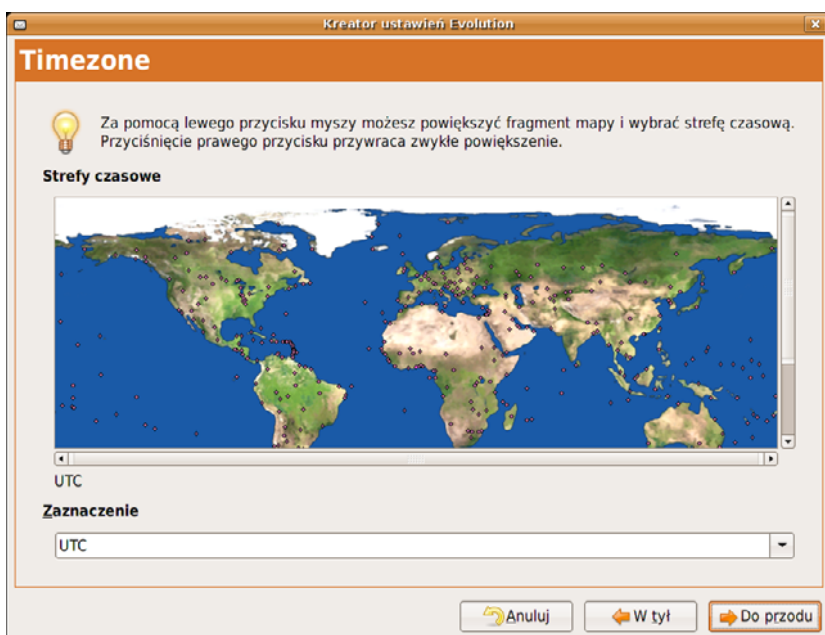 Kreator ustawień Evolution
Timezone
Za pomocą lewego przycisku myszy możesz powiększyć fragment mapy i wybrać strefę czasową.
Przyciśnięcie prawego przycisku przywraca zwykłe powiększenie.
Strefy czasowe
UTC
Zaznaczenie
UTC
Anuluj
W tył
Do przodu